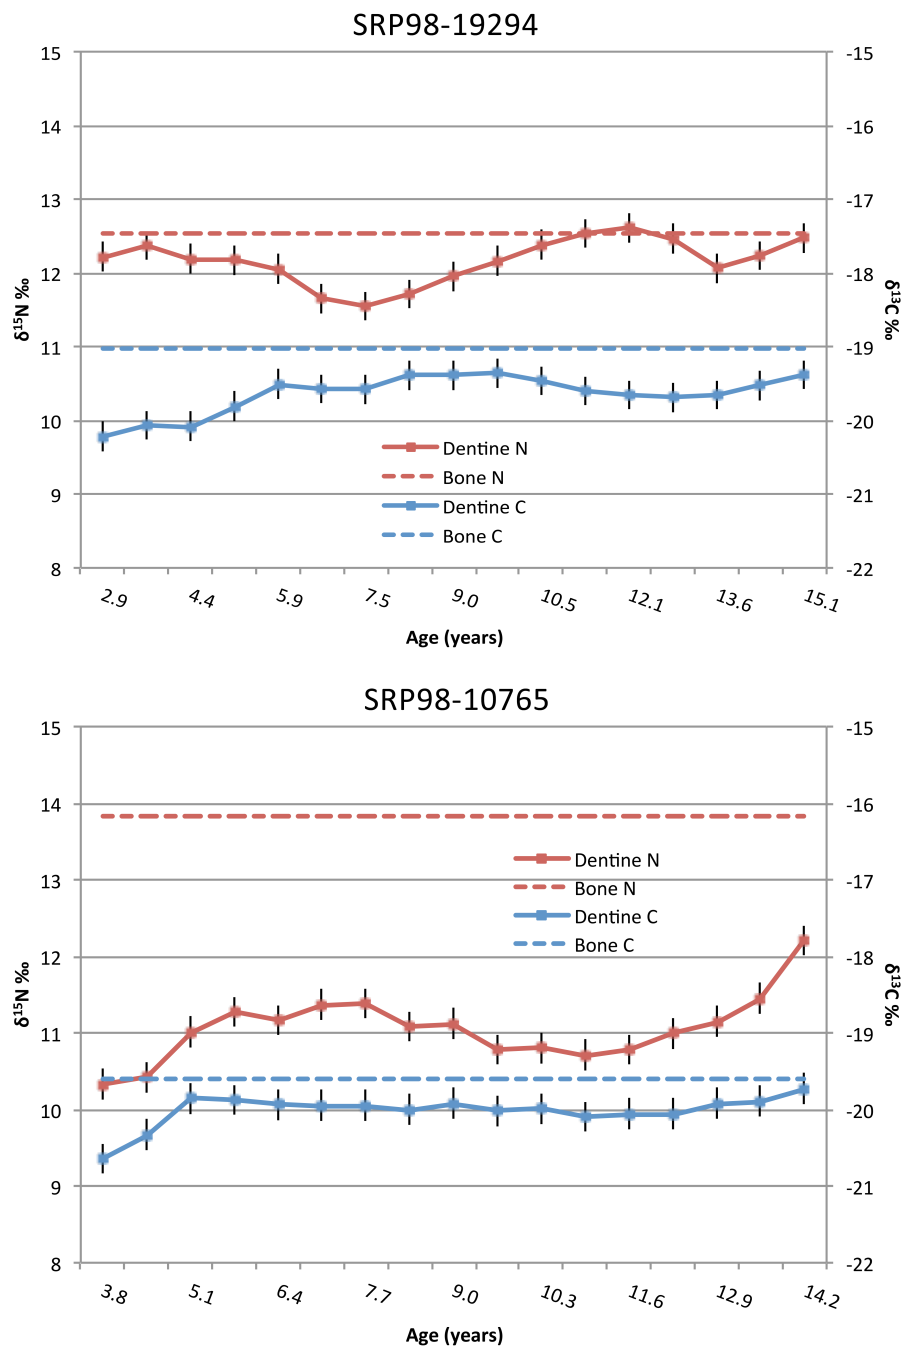 SRP98-19294
15 -15
14 -16
13 -17
12 -18
11 -19
10 -20
9 -21
8 -22
δ¹⁵N ‰
δ¹³C ‰
Dentine N
Bone N
Dentine C
Bone C
2.9 4.4 5.9 7.5 9.0 10.5 12.1 13.6 15.1
Age (years)
SRP98-10765
15 -15
14 -16
13 -17
12 -18
11 -19
10 -20
9 -21
8 -22
δ¹⁵N ‰
δ¹³C ‰
Dentine N
Bone N
Dentine C
Bone C
3.8 5.1 6.4 7.7 9.0 10.3 11.6 12.9 14.2
Age (years)